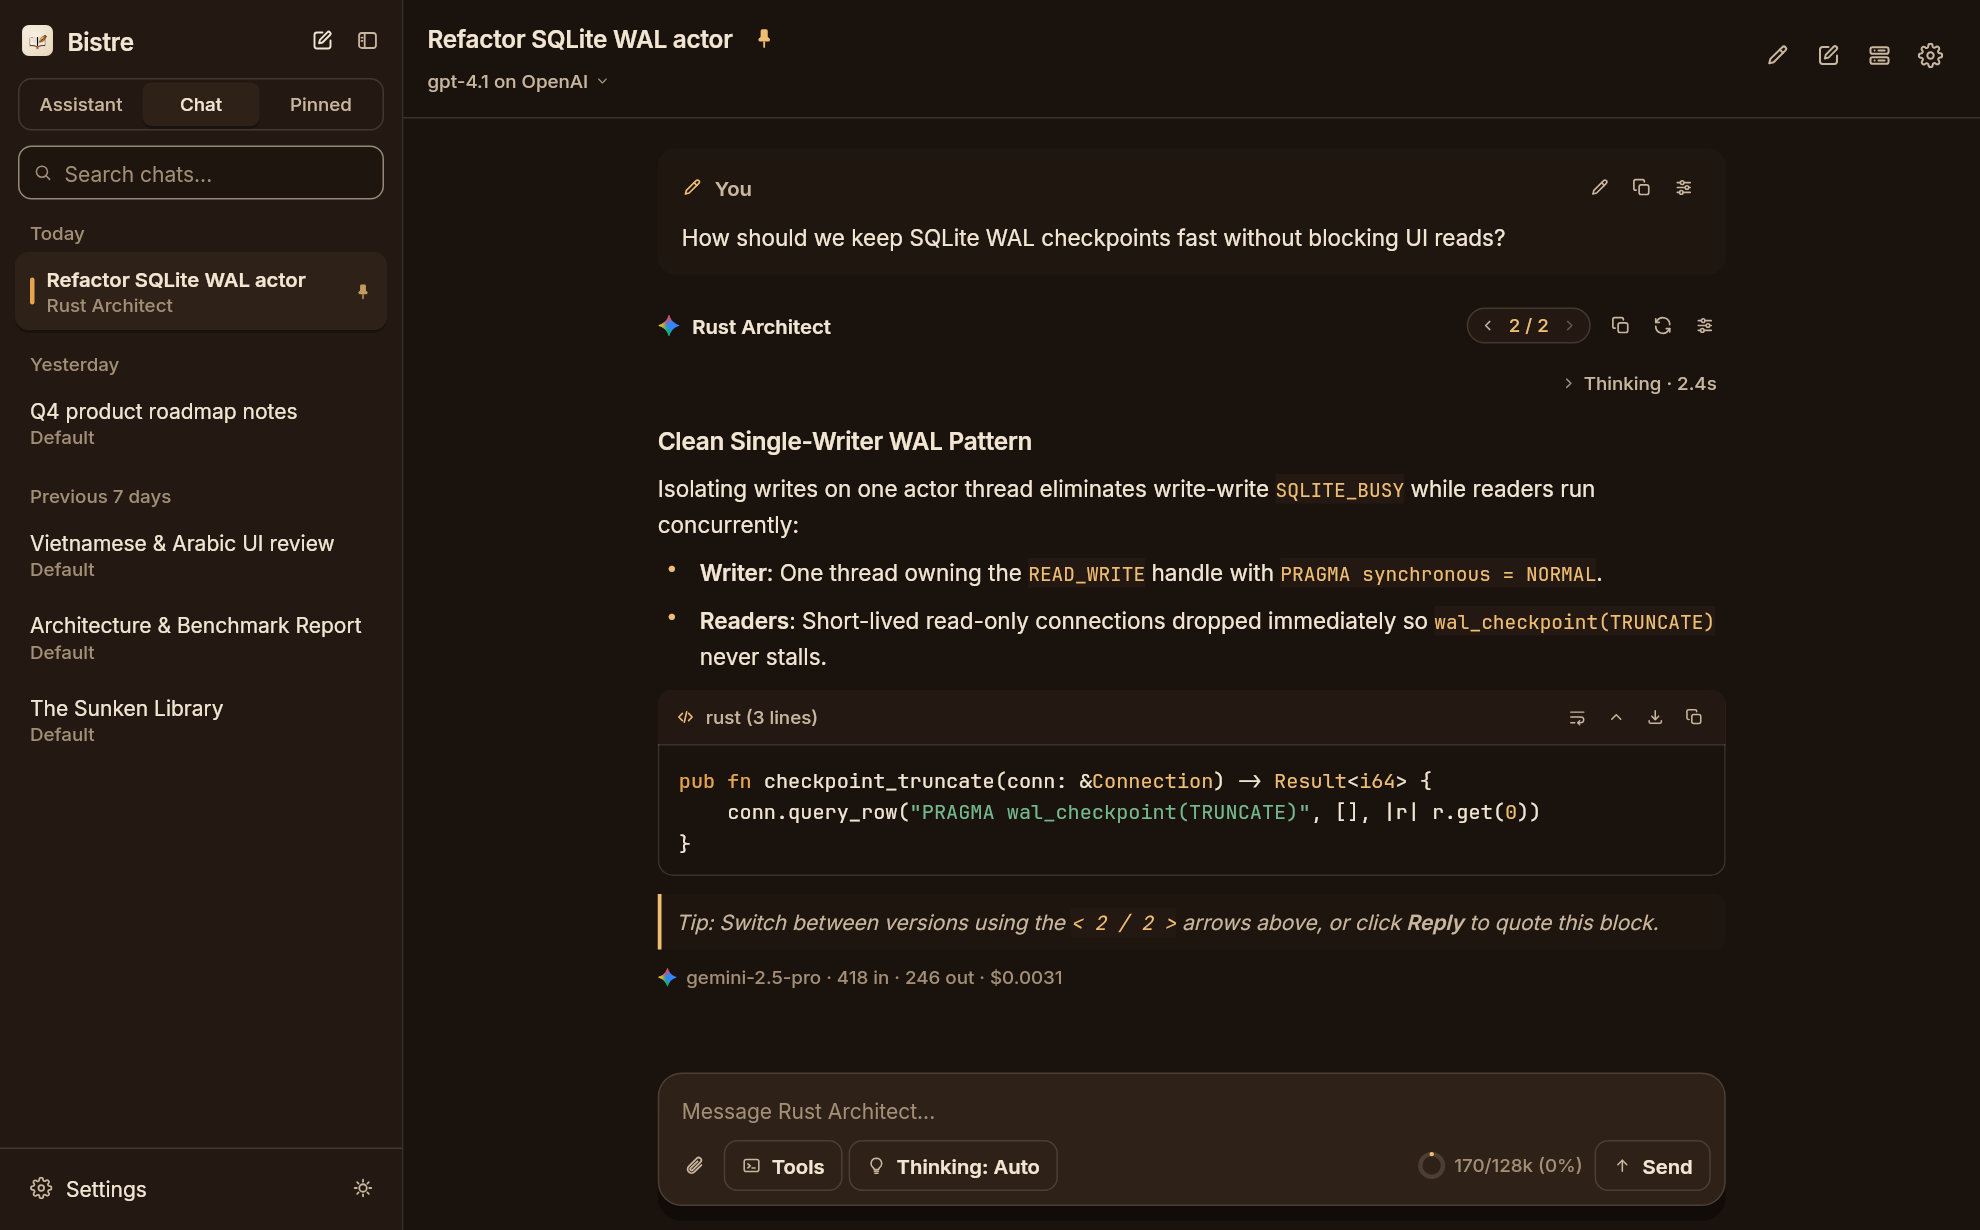 Bistre
Assistant
Chat
Pinned
Search chats...
Today
Refactor SQLite WAL actor
Rust Architect
Yesterday
Q4 product roadmap notes
Default
Previous 7 days
Vietnamese & Arabic UI review
Default
Architecture & Benchmark Report
Default
The Sunken Library
Default
Settings
Refactor SQLite WAL actor
gpt-4.1 on OpenAI
You
How should we keep SQLite WAL checkpoints fast without blocking UI reads?
Rust Architect
2 / 2
Thinking · 2.4s
Clean Single-Writer WAL Pattern
Isolating writes on one actor thread eliminates write-write SQLITE_BUSY while readers run
concurrently:
• Writer: One thread owning the READ_WRITE handle with PRAGMA synchronous = NORMAL.
• Readers: Short-lived read-only connections dropped immediately so wal_checkpoint(TRUNCATE)
never stalls.
rust (3 lines)
pub fn checkpoint_truncate(conn: &Connection) -> Result<i64> {
    conn.query_row("PRAGMA wal_checkpoint(TRUNCATE)", [], |r| r.get(0))
}
Tip: Switch between versions using the < 2 / 2 > arrows above, or click Reply to quote this block.
gemini-2.5-pro · 418 in · 246 out · $0.0031
Message Rust Architect...
Tools
Thinking: Auto
170/128k (0%)
Send